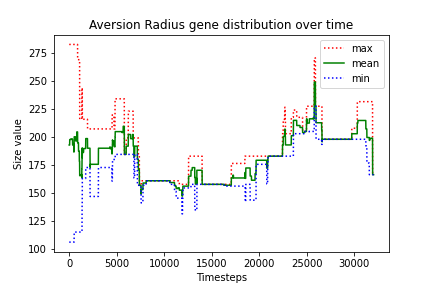 Aversion Radius gene distribution over time
max
mean
min
275
250
225
200
175
150
125
100
Size value
0 5000 10000 15000 20000 25000 30000
Timesteps